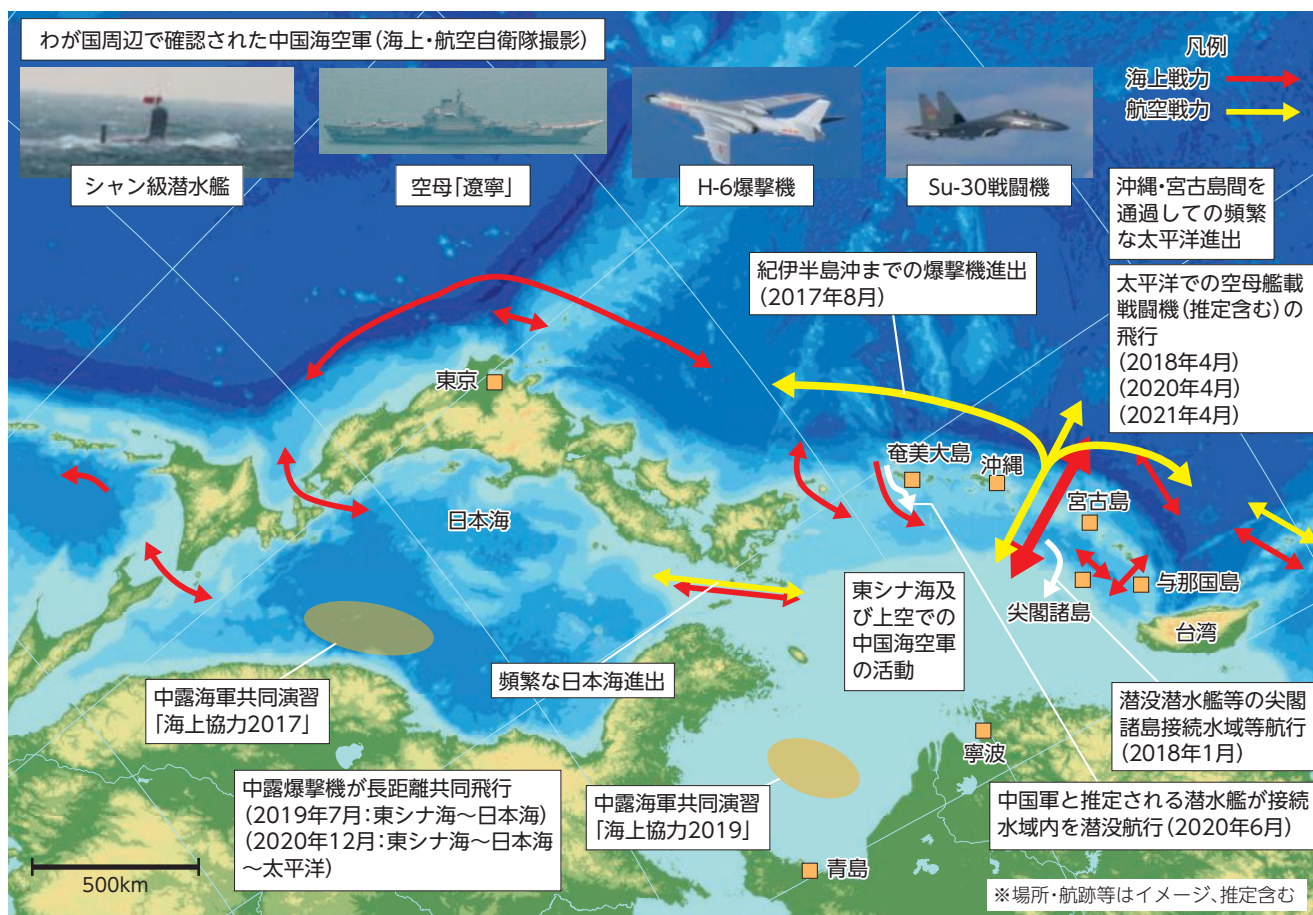 わが国周辺で確認された中国海空軍(海上・航空自衛隊撮影)
シャン級潜水艦
空母「遼寧」
H-6爆撃機
Su-30戦闘機
凡例
海上戦力
航空戦力
沖縄・宮古島間を
通過しての頻繁
な太平洋進出
紀伊半島沖までの爆撃機進出
(2017年8月)
太平洋での空母艦載
戦闘機(推定含む)の
飛行
(2018年4月)
(2020年4月)
(2021年4月)
東京
奄美大島
沖縄
宮古島
日本海
与那国島
尖閣諸島
台湾
東シナ海及
び上空での
中国海空軍
の活動
頻繁な日本海進出
中露海軍共同演習
「海上協力2017」
潜没潜水艦等の尖閣
諸島接続水域等航行
(2018年1月)
寧波
中露爆撃機が長距離共同飛行
(2019年7月:東シナ海~日本海)
(2020年12月:東シナ海~日本海
~太平洋)
中露海軍共同演習
「海上協力2019」
中国軍と推定される潜水艦が接続
水域内を潜没航行(2020年6月)
青島
500km
※場所・航跡等はイメージ、推定含む